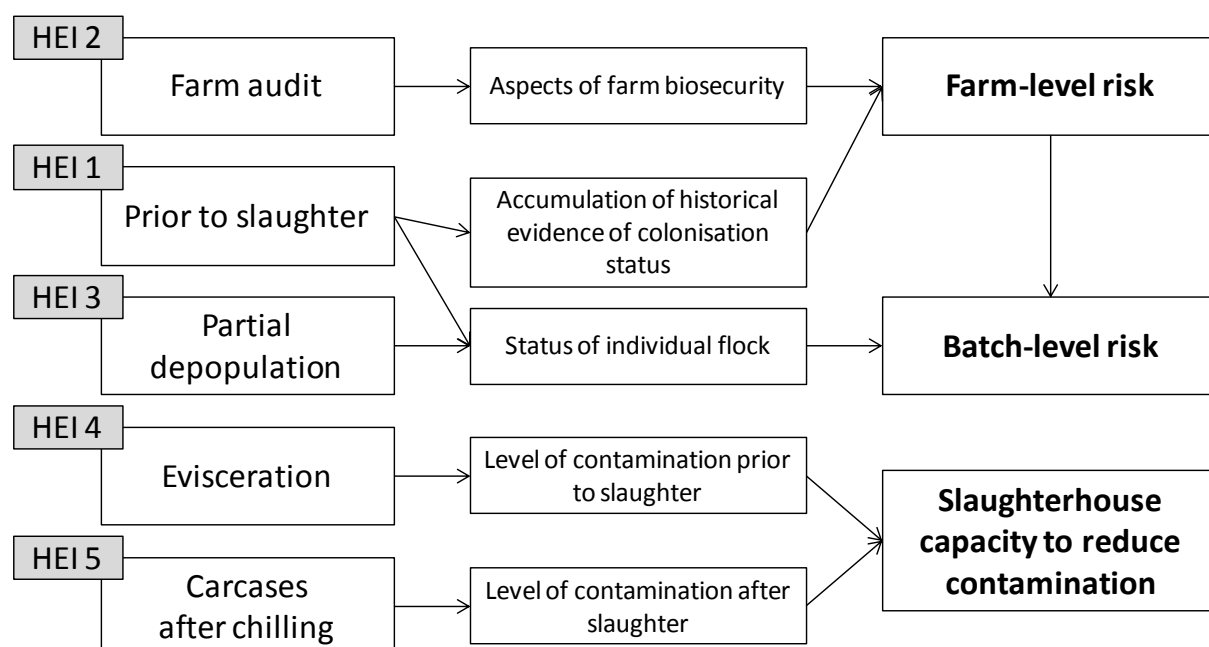 HEI 2
Farm audit
Aspects of farm biosecurity
Farm-level risk
HEI 1
Prior to slaughter
Accumulation of historical
evidence of colonisation
status
HEI 3
Partial
depopulation
Status of individual flock
Batch-level risk
HEI 4
Evisceration
Level of contamination prior
to slaughter
Slaughterhouse
capacity to reduce
contamination
HEI 5
Carcases
after chilling
Level of contamination after
slaughter